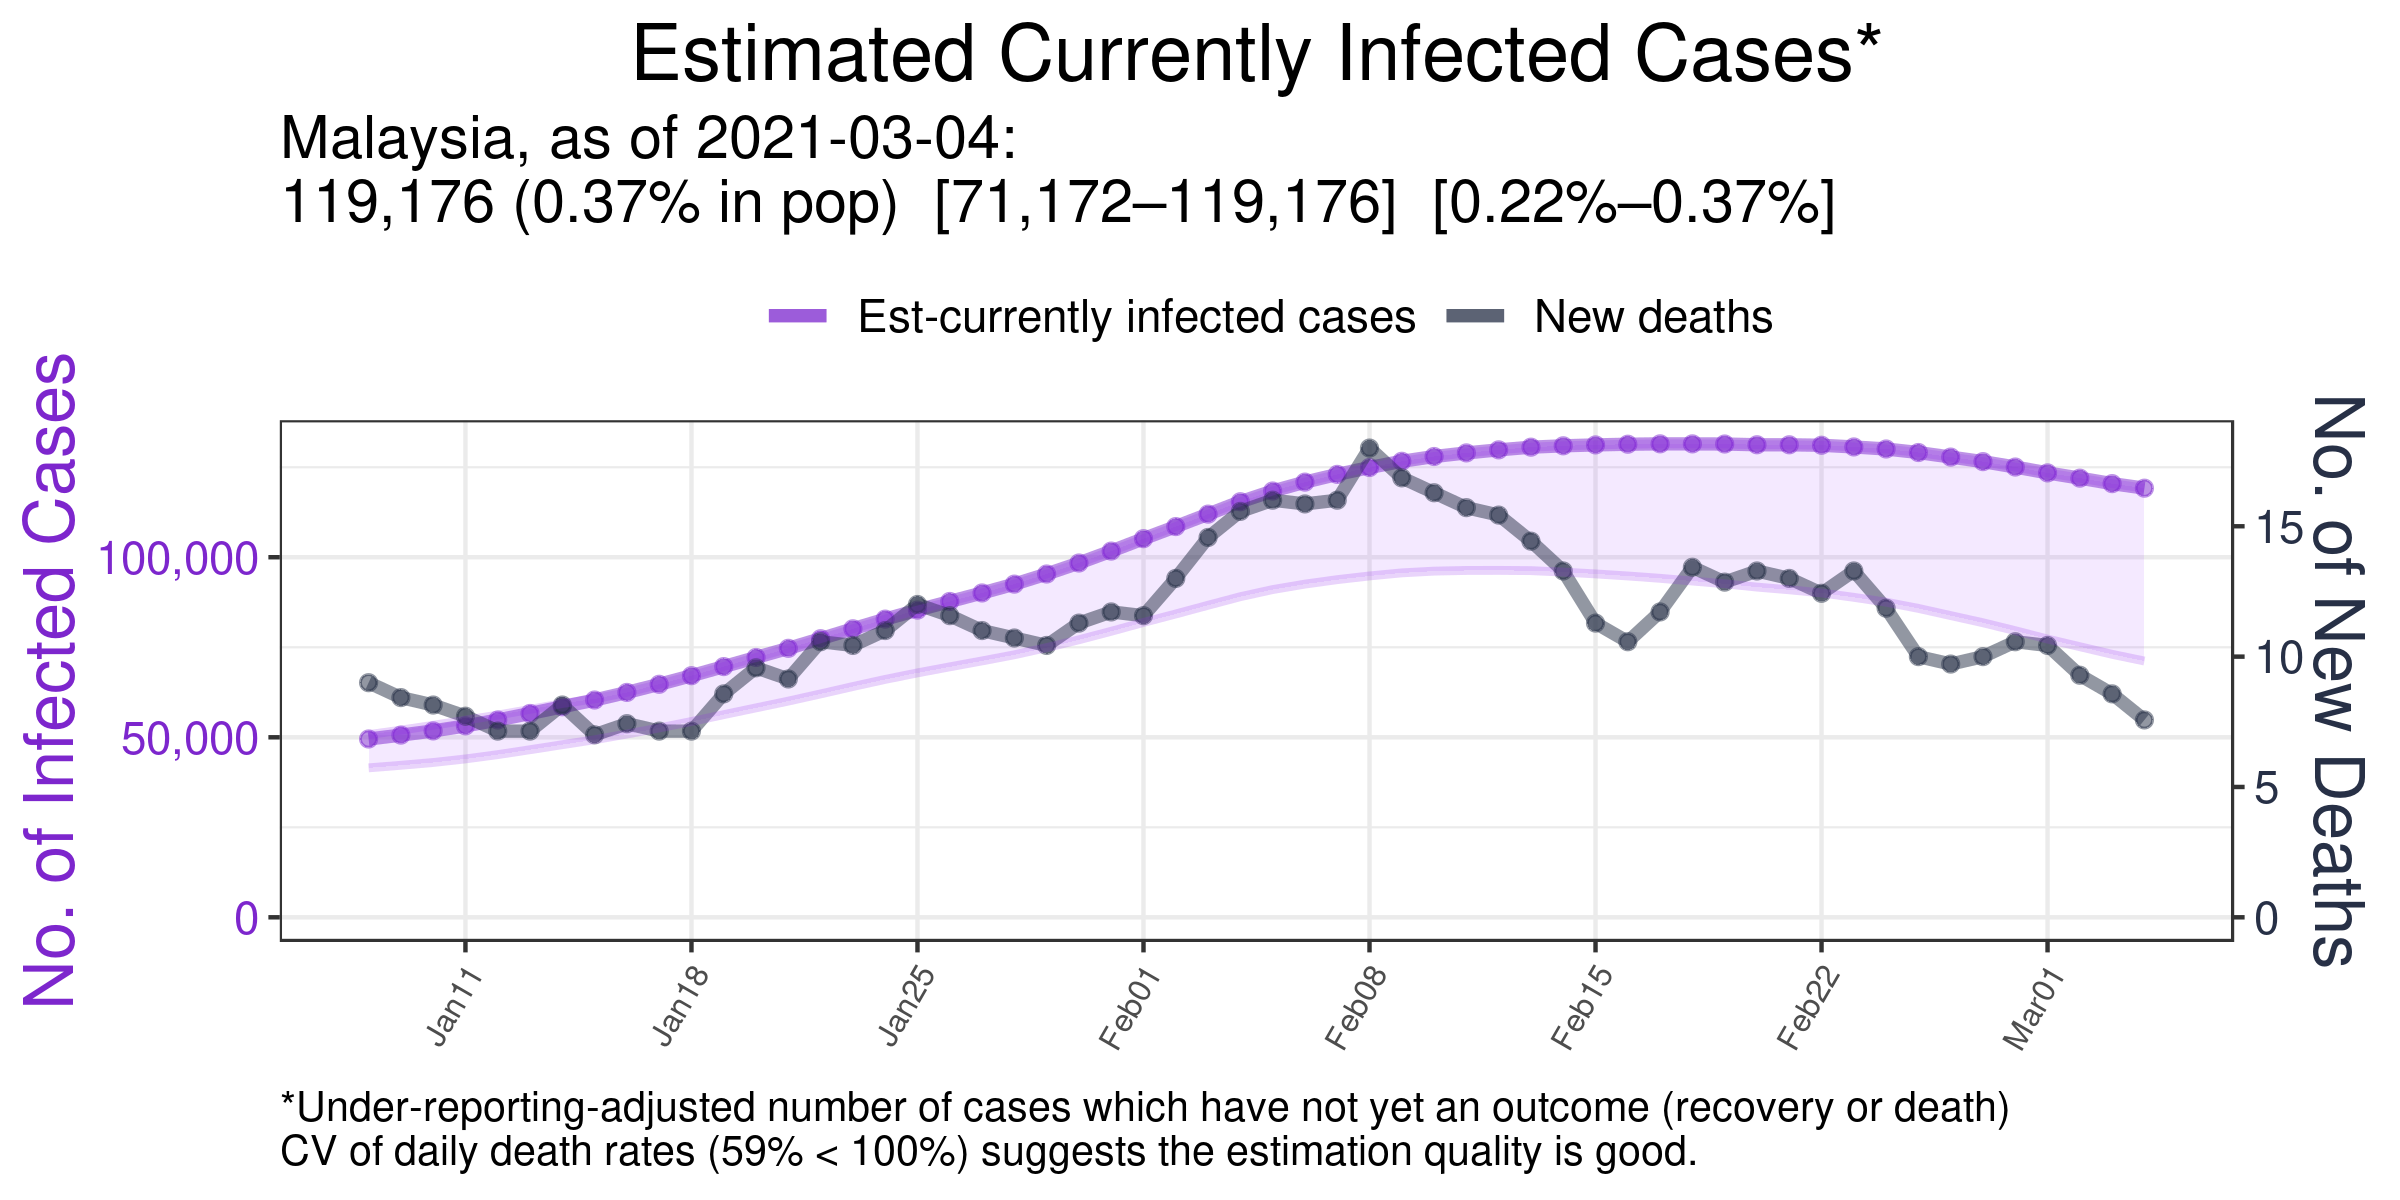 Estimated Currently Infected Cases*
Malaysia, as of 2021-03-04:
119,176 (0.37% in pop)  [71,172–119,176]  [0.22%–0.37%]
Est-currently infected cases
New deaths
No. of Infected Cases
100,000
50,000
0
No. of New Deaths
15
10
5
0
Jan11
Jan18
Jan25
Feb01
Feb08
Feb15
Feb22
Mar01
*Under-reporting-adjusted number of cases which have not yet an outcome (recovery or death)
CV of daily death rates (59% < 100%) suggests the estimation quality is good.